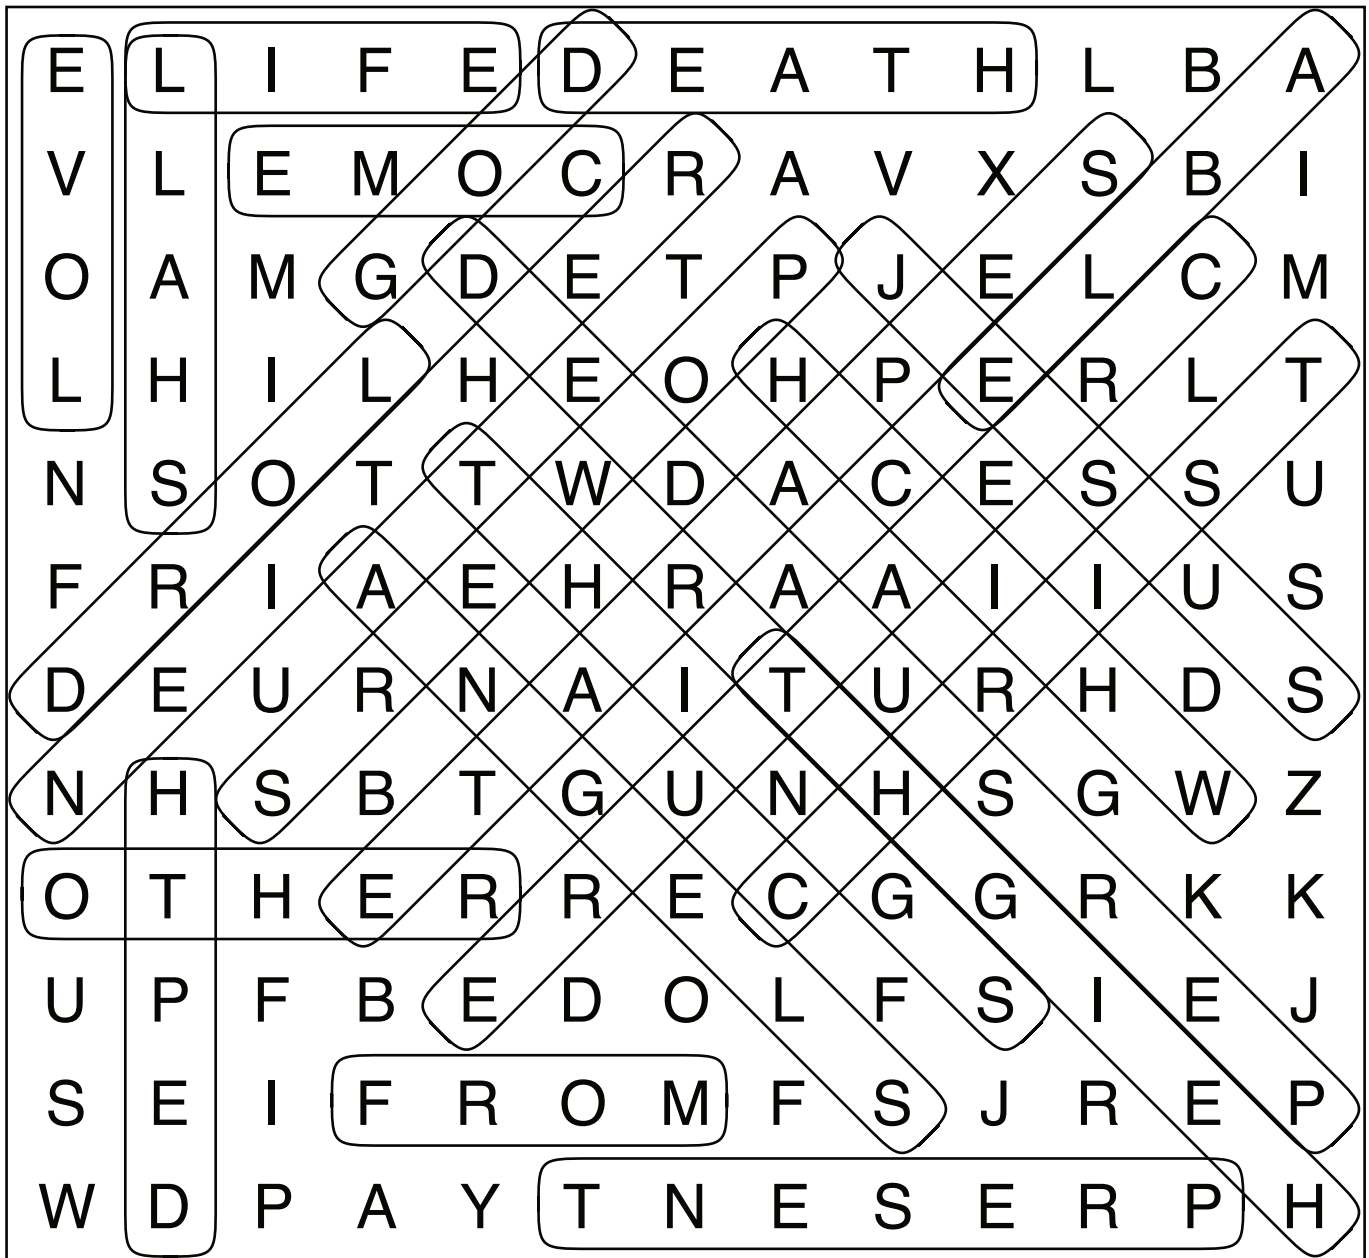 E L I F E D E A T H L B A
V L E M O C R A V X S B I
O A M G D E T P J E L C M
L H I L H E O H P E R L T
N S O T T W D A C E S S U
F R I A E H R A A I I U S
D E U R N A I T U R H D S
N H S B T G U N H S G W Z
O T H E R R E C G G R K K
U P F B E D O L F S I E J
S E I F R O M F S J R E P
W D P A Y T N E S E R P H